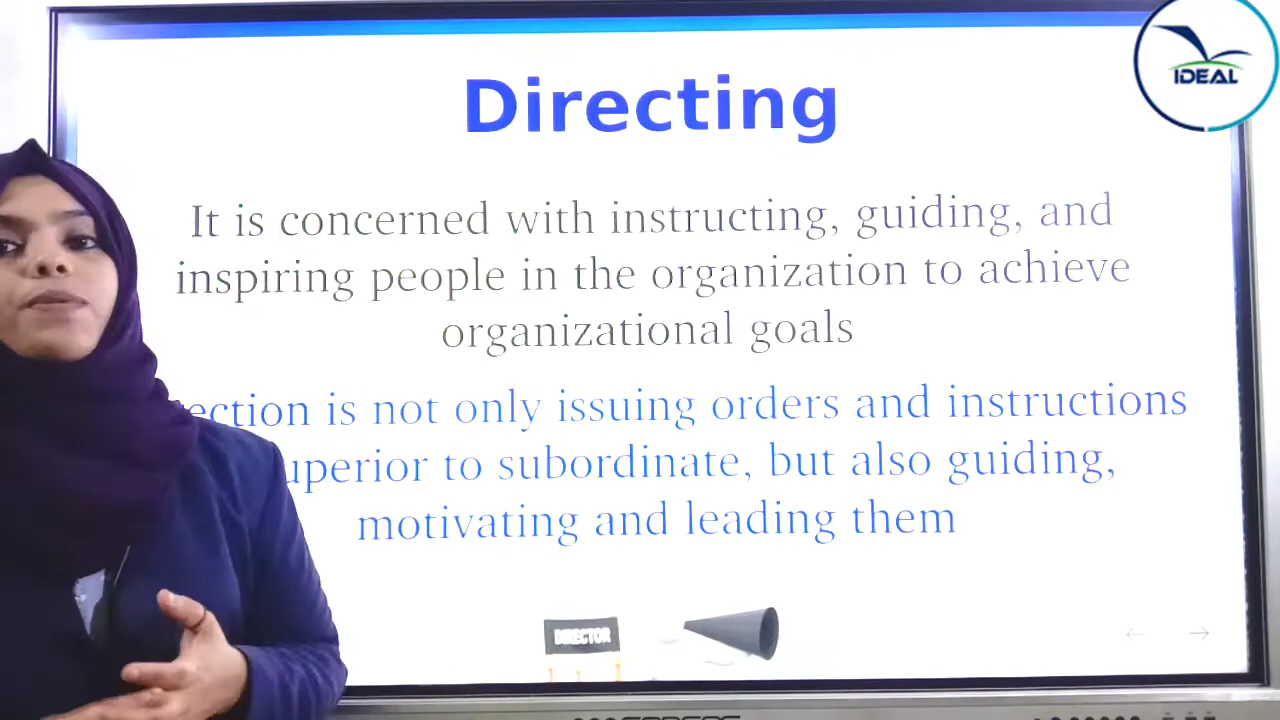 IDEAL
Directing
It is concerned with instructing, guiding, and
inspiring people in the organization to achieve
organizational goals
is not only issuing orders and instructions
to subordinate, but also guiding,
motivating and leading them
DIRECTOR